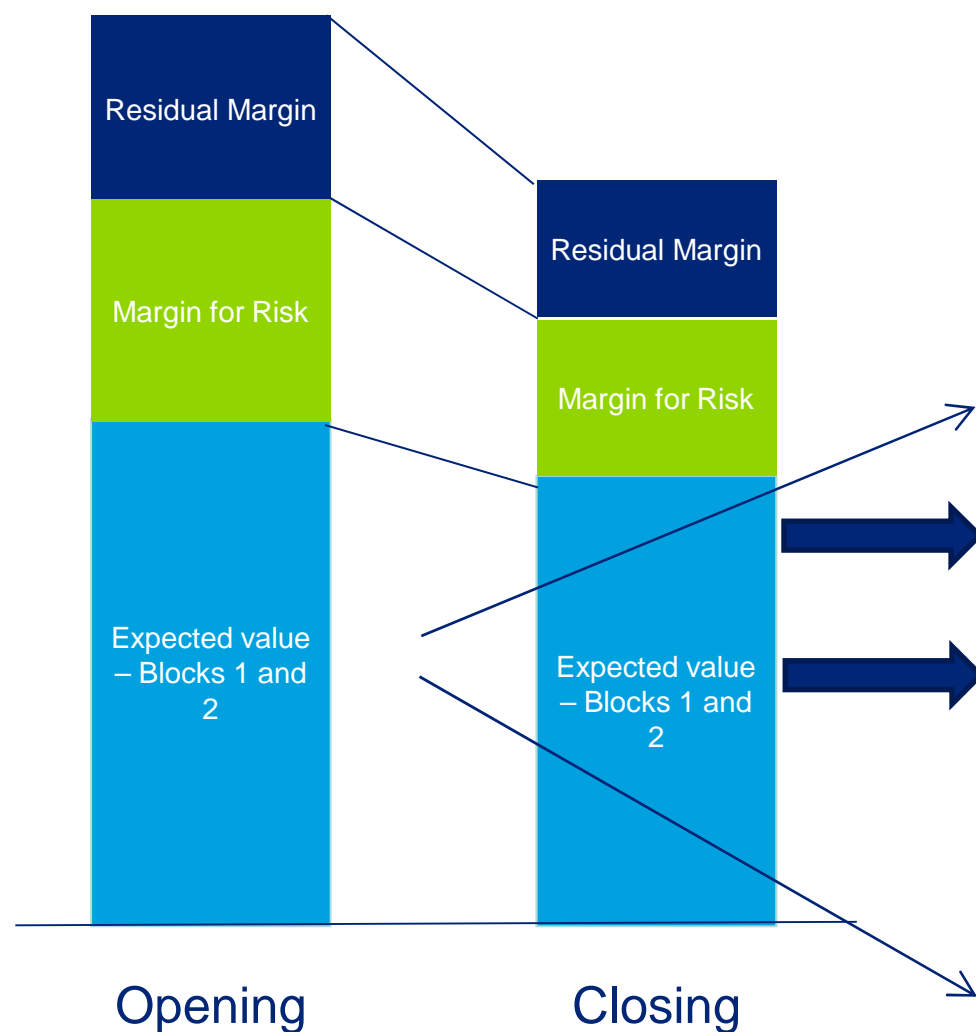 Residual Margin
Margin for Risk
Expected value
– Blocks 1 and
2
Opening
Residual Margin
Margin for Risk
Expected value
– Blocks 1 and
2
Closing